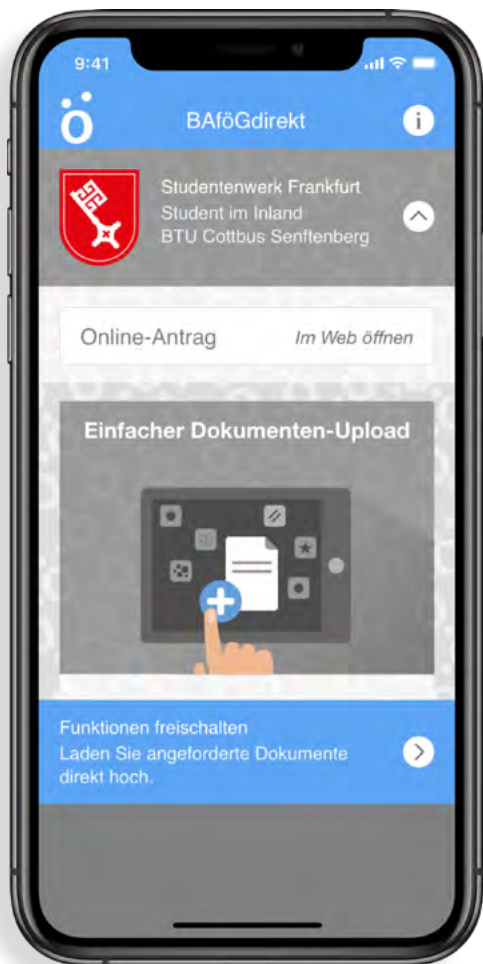 9:41
ö
BAföGdirekt
i
Studentenwerk Frankfurt
Student im Inland
BTU Cottbus Senftenberg
Online-Antrag Im Web öffnen
Einfacher Dokumenten-Upload
Funktionen freischalten
Laden Sie angeforderte Dokumente
direkt hoch.